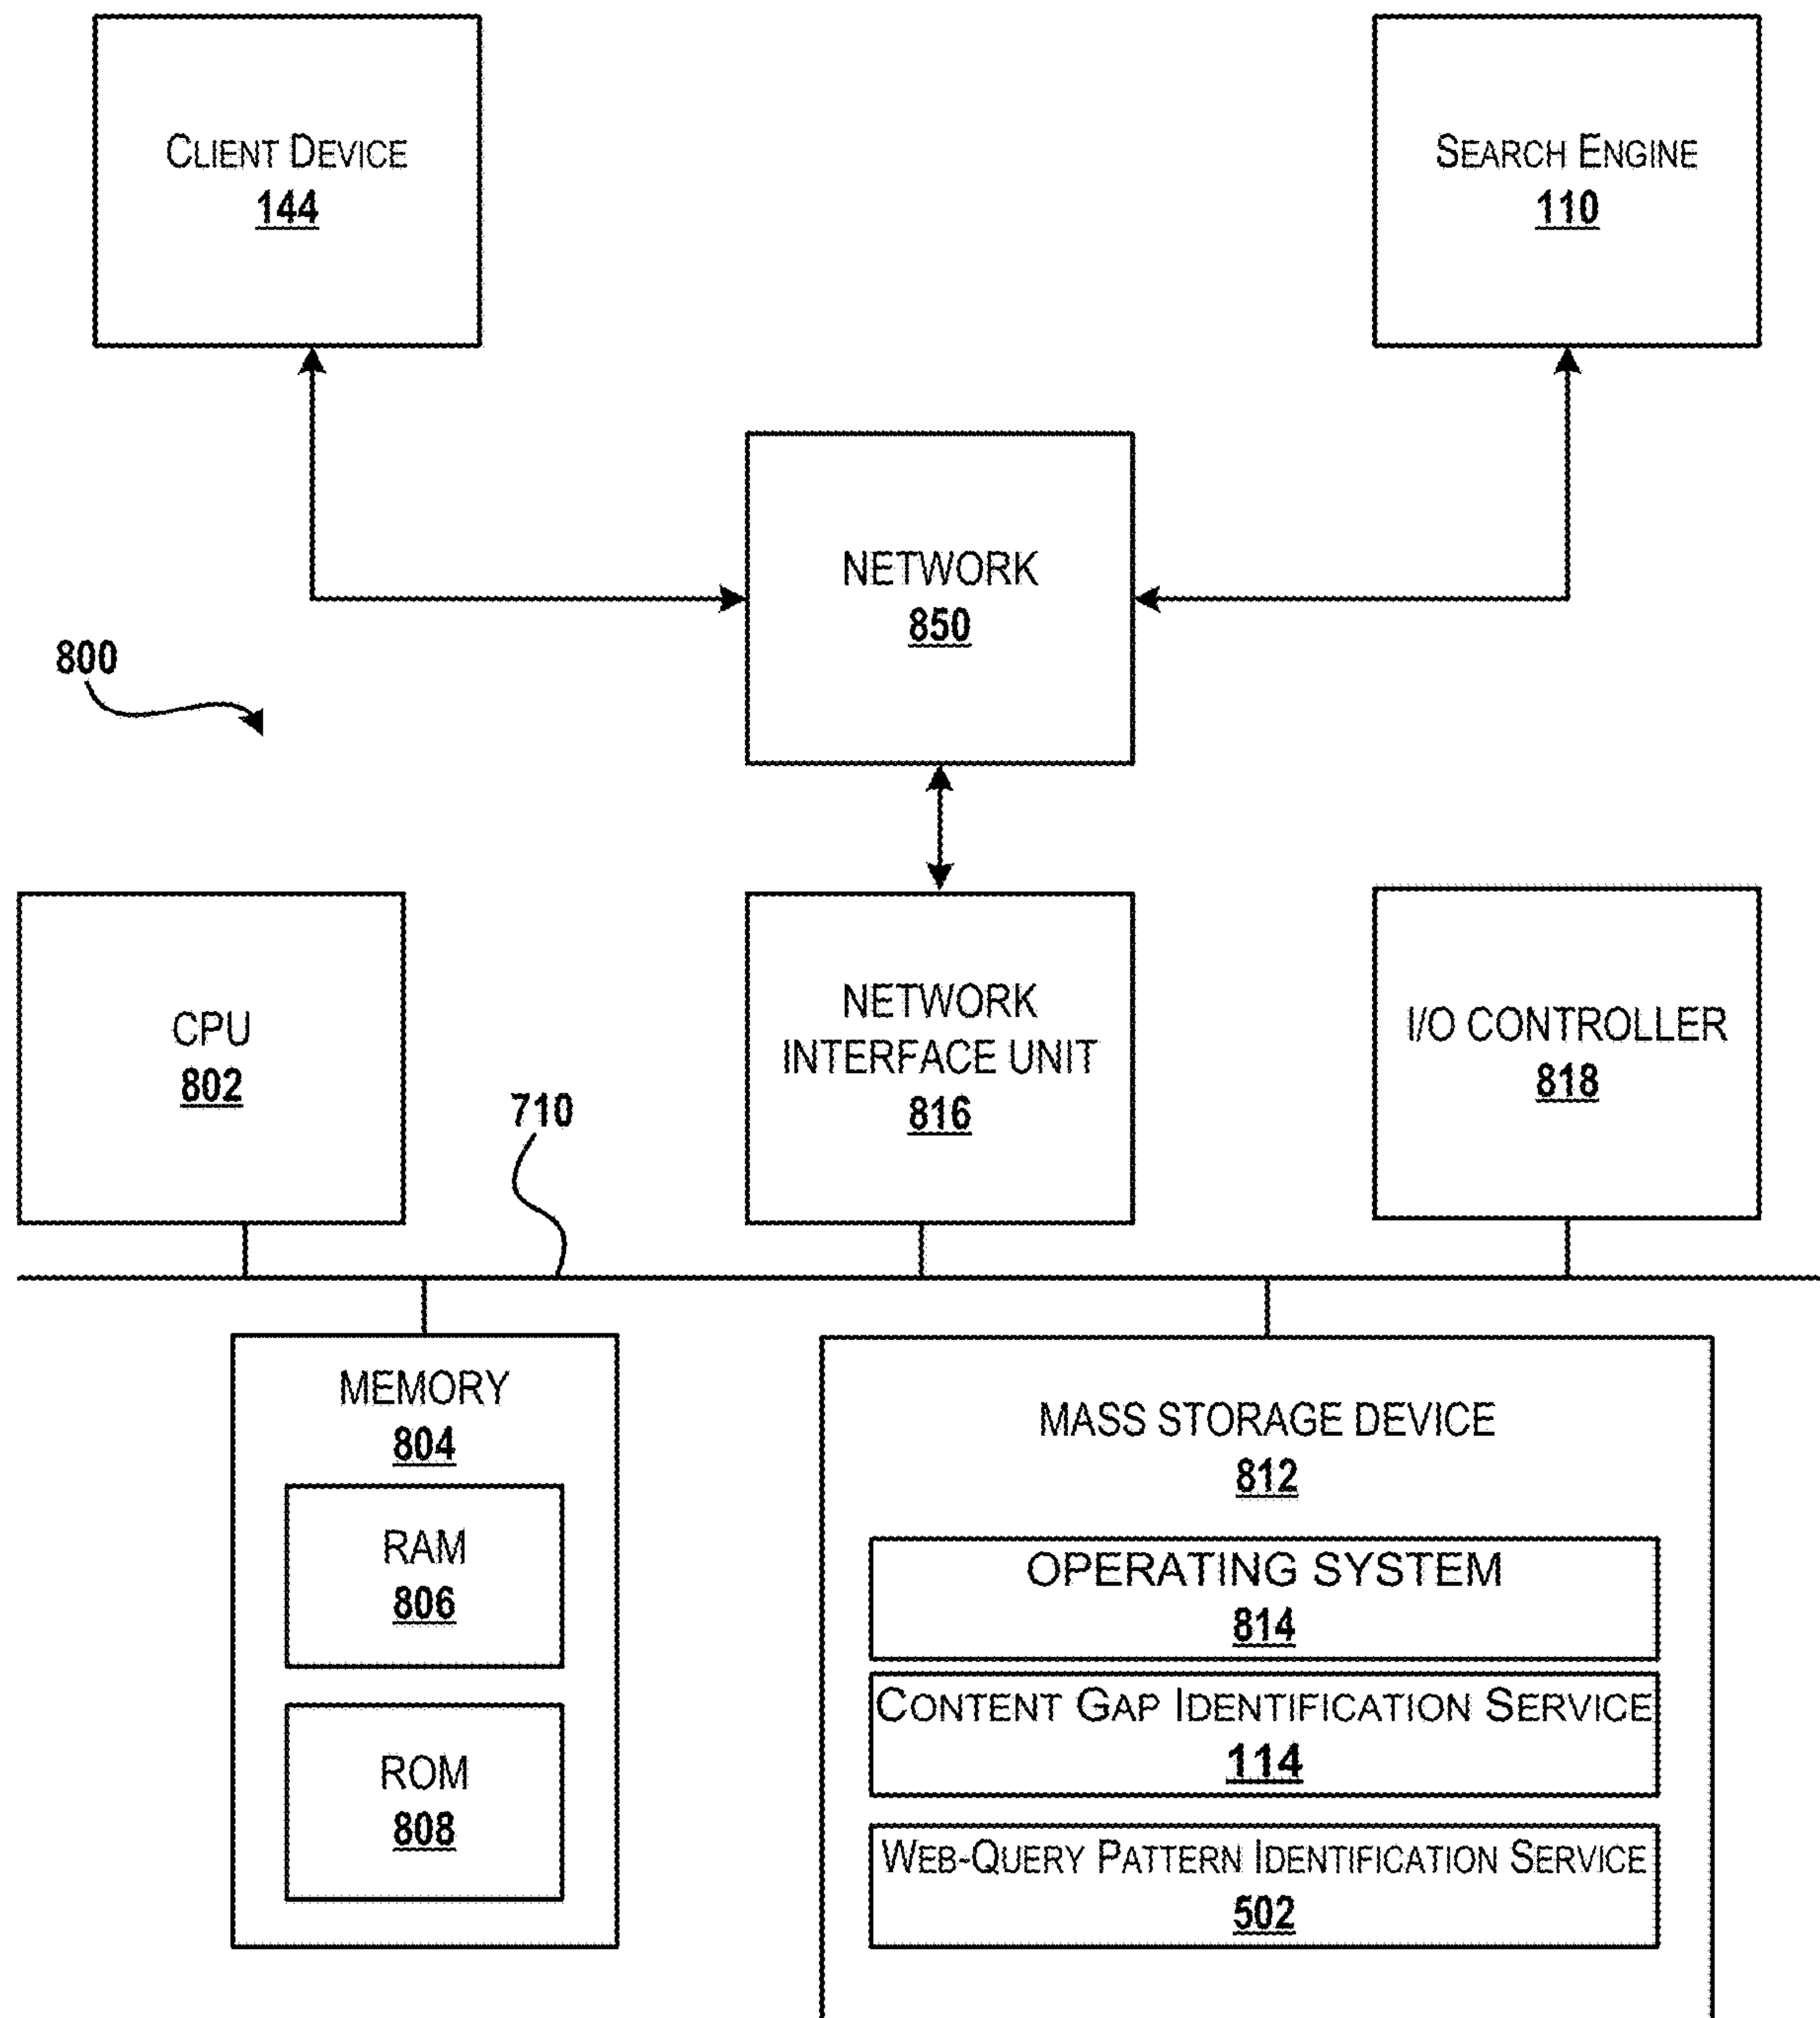 CLIENT DEVICE
144
SEARCH ENGINE
110
NETWORK
850
800
CPU
802
NETWORK
INTERFACE UNIT
816
I/O CONTROLLER
818
710
MEMORY
804
RAM
806
ROM
808
MASS STORAGE DEVICE
812
OPERATING SYSTEM
814
CONTENT GAP IDENTIFICATION SERVICE
114
WEB-QUERY PATTERN IDENTIFICATION SERVICE
502